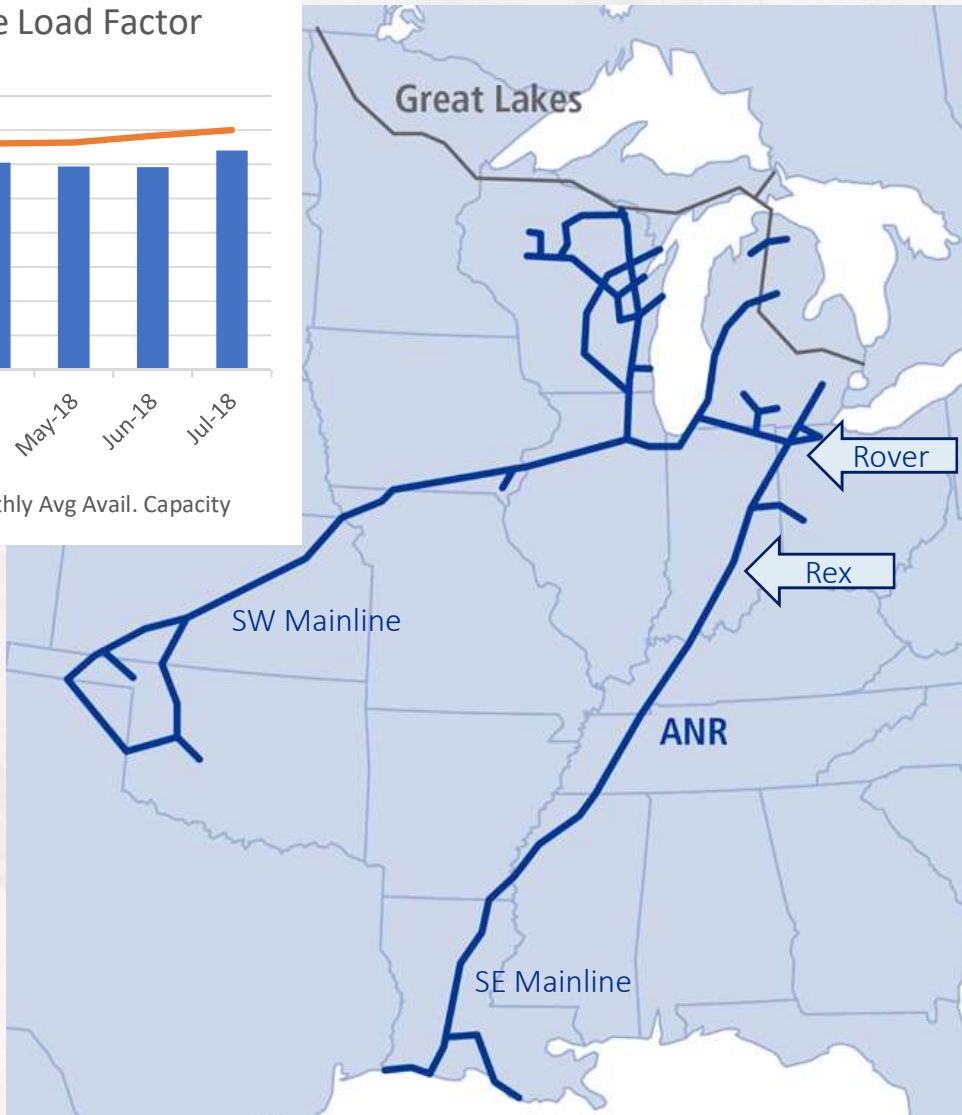 Load Factor
May-18
Jun-18
Jul-18
Avg Avail. Capacity
Great Lakes
Rover
Rex
SW Mainline
ANR
SE Mainline